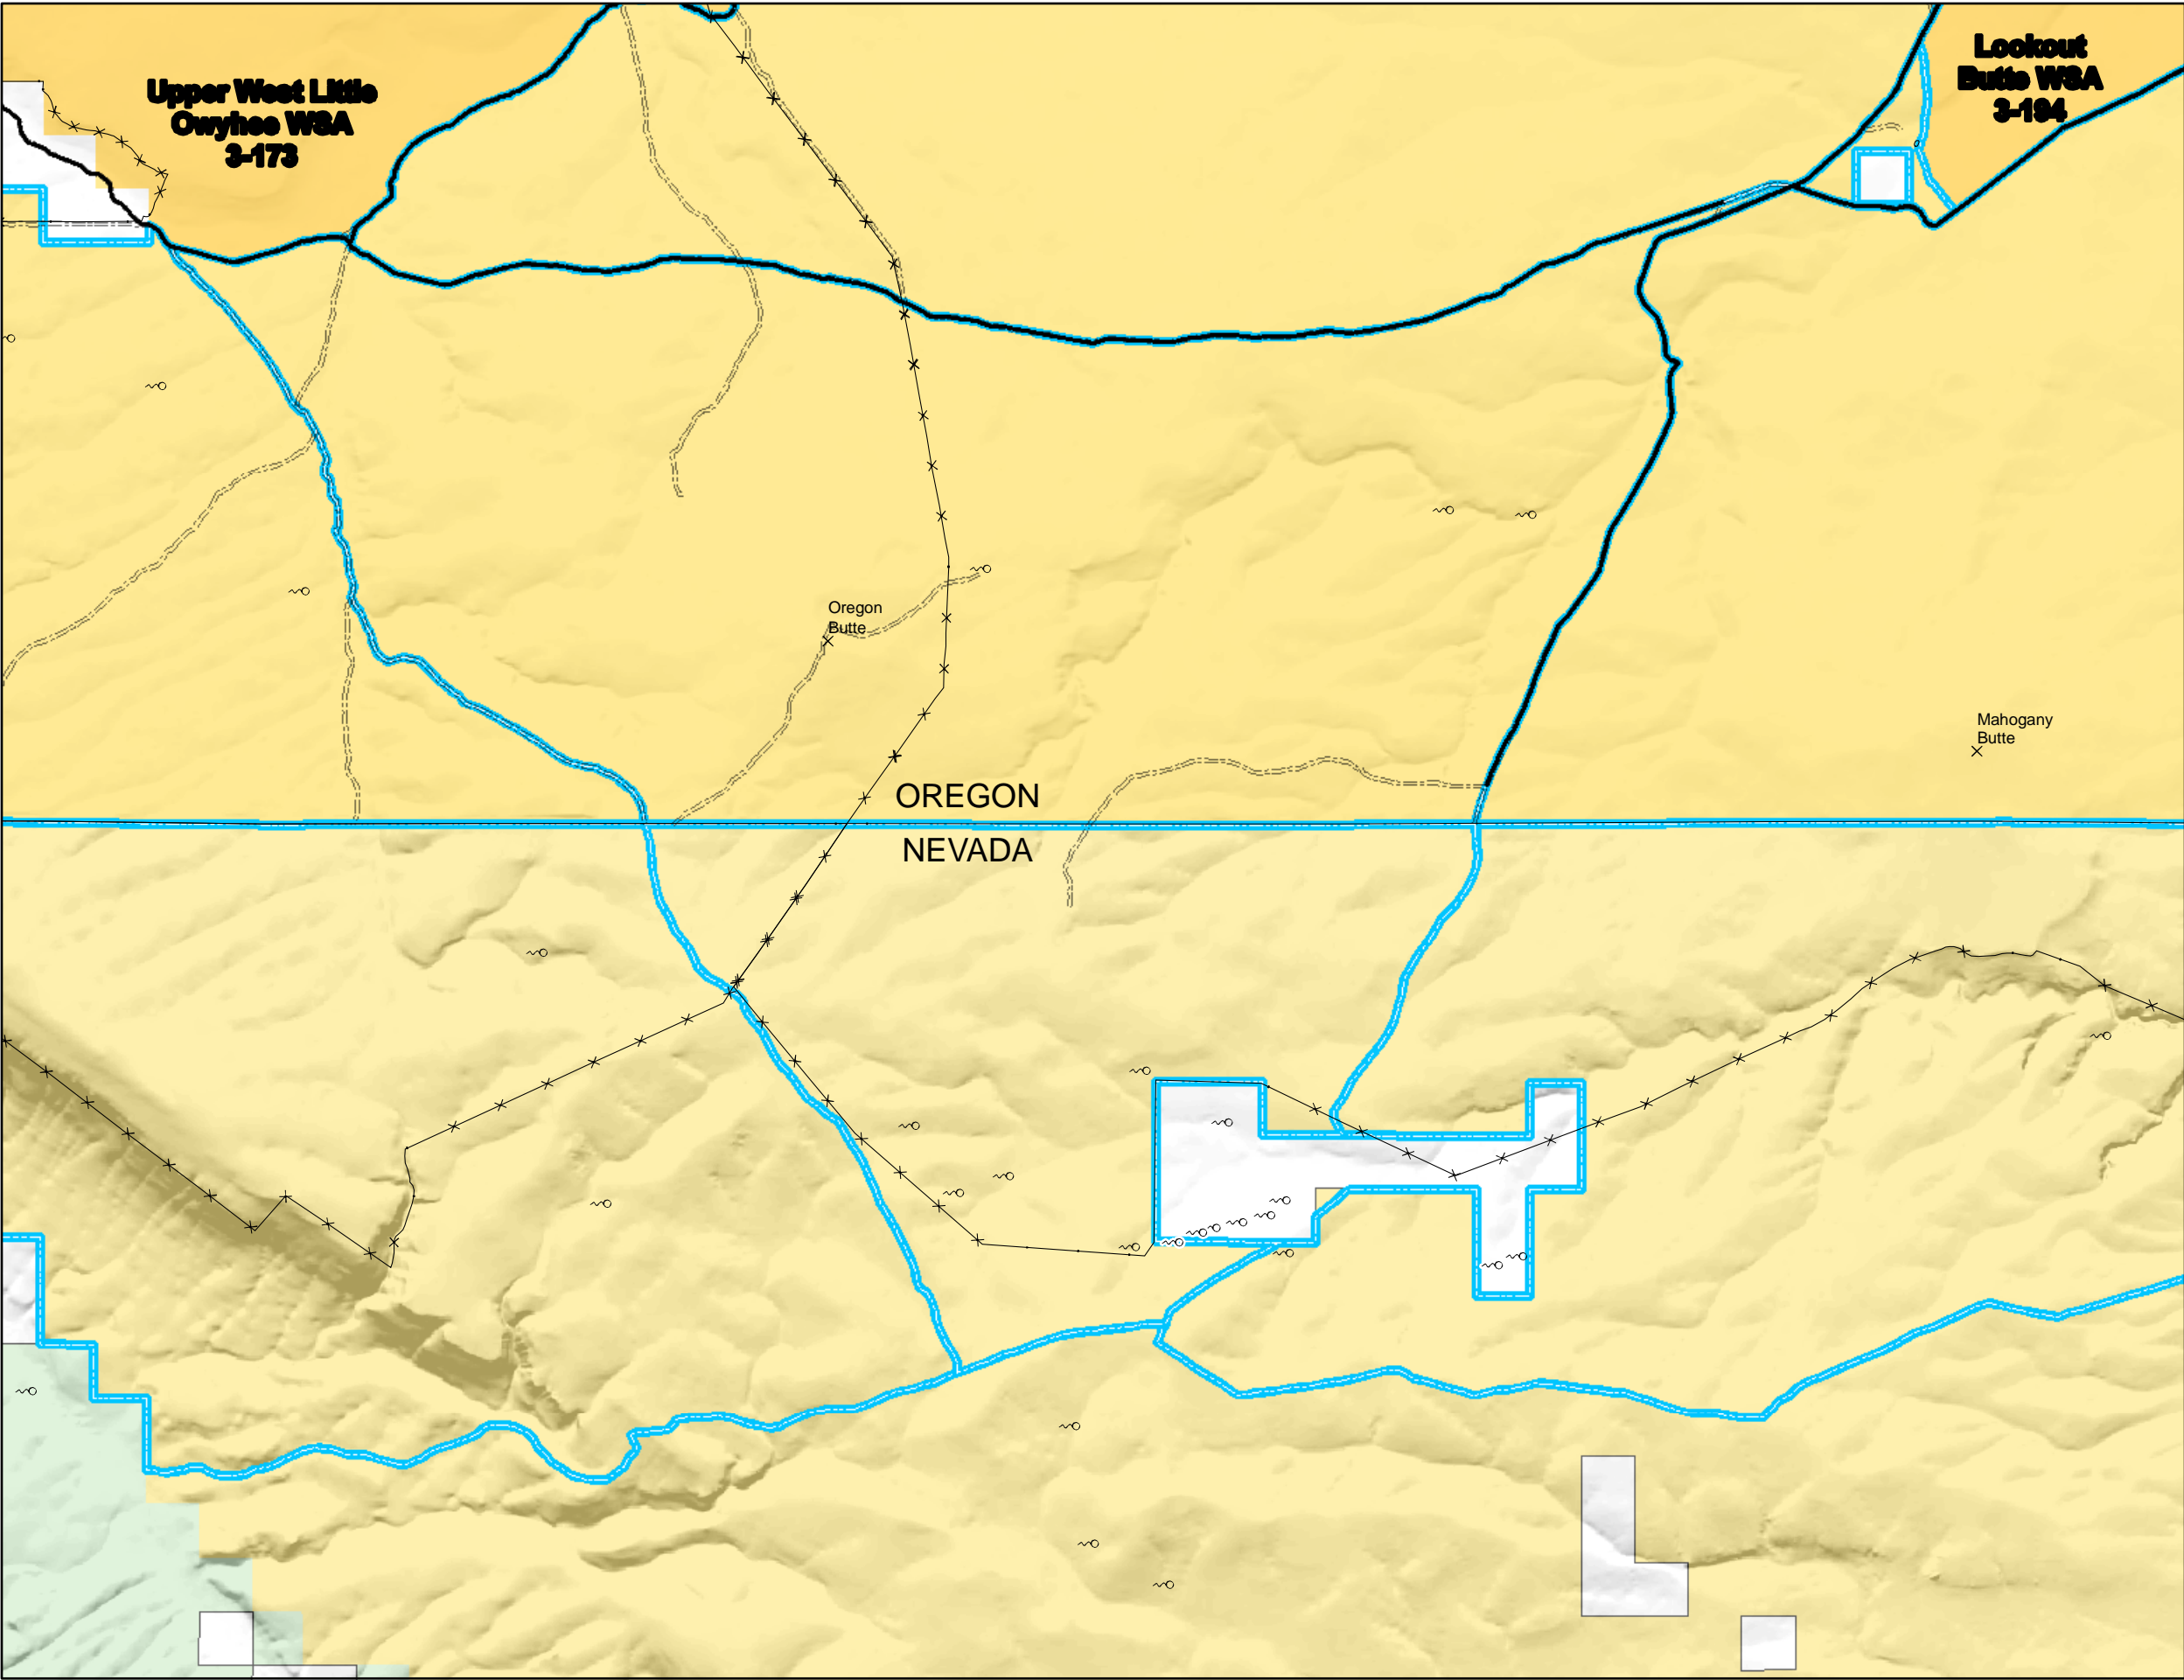 Upper West Little
Owyhee WSA
3-173
Lookout
Butte WSA
3-194
Oregon
Butte
Mahogany
Butte
OREGON
NEVADA